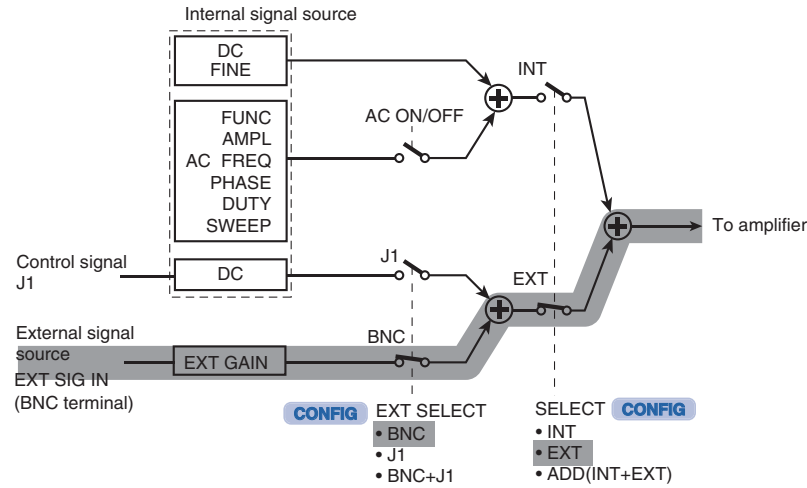 Internal signal source
DC
FINE
INT
FUNC
AMPL
AC FREQ
PHASE
DUTY
SWEEP
AC ON/OFF
To amplifier
Control signal
J1
DC
J1
EXT
External signal
source
EXT SIG IN
(BNC terminal)
EXT GAIN
BNC
CONFIG EXT SELECT
• BNC
• J1
• BNC+J1
SELECT CONFIG
• INT
• EXT
• ADD(INT+EXT)